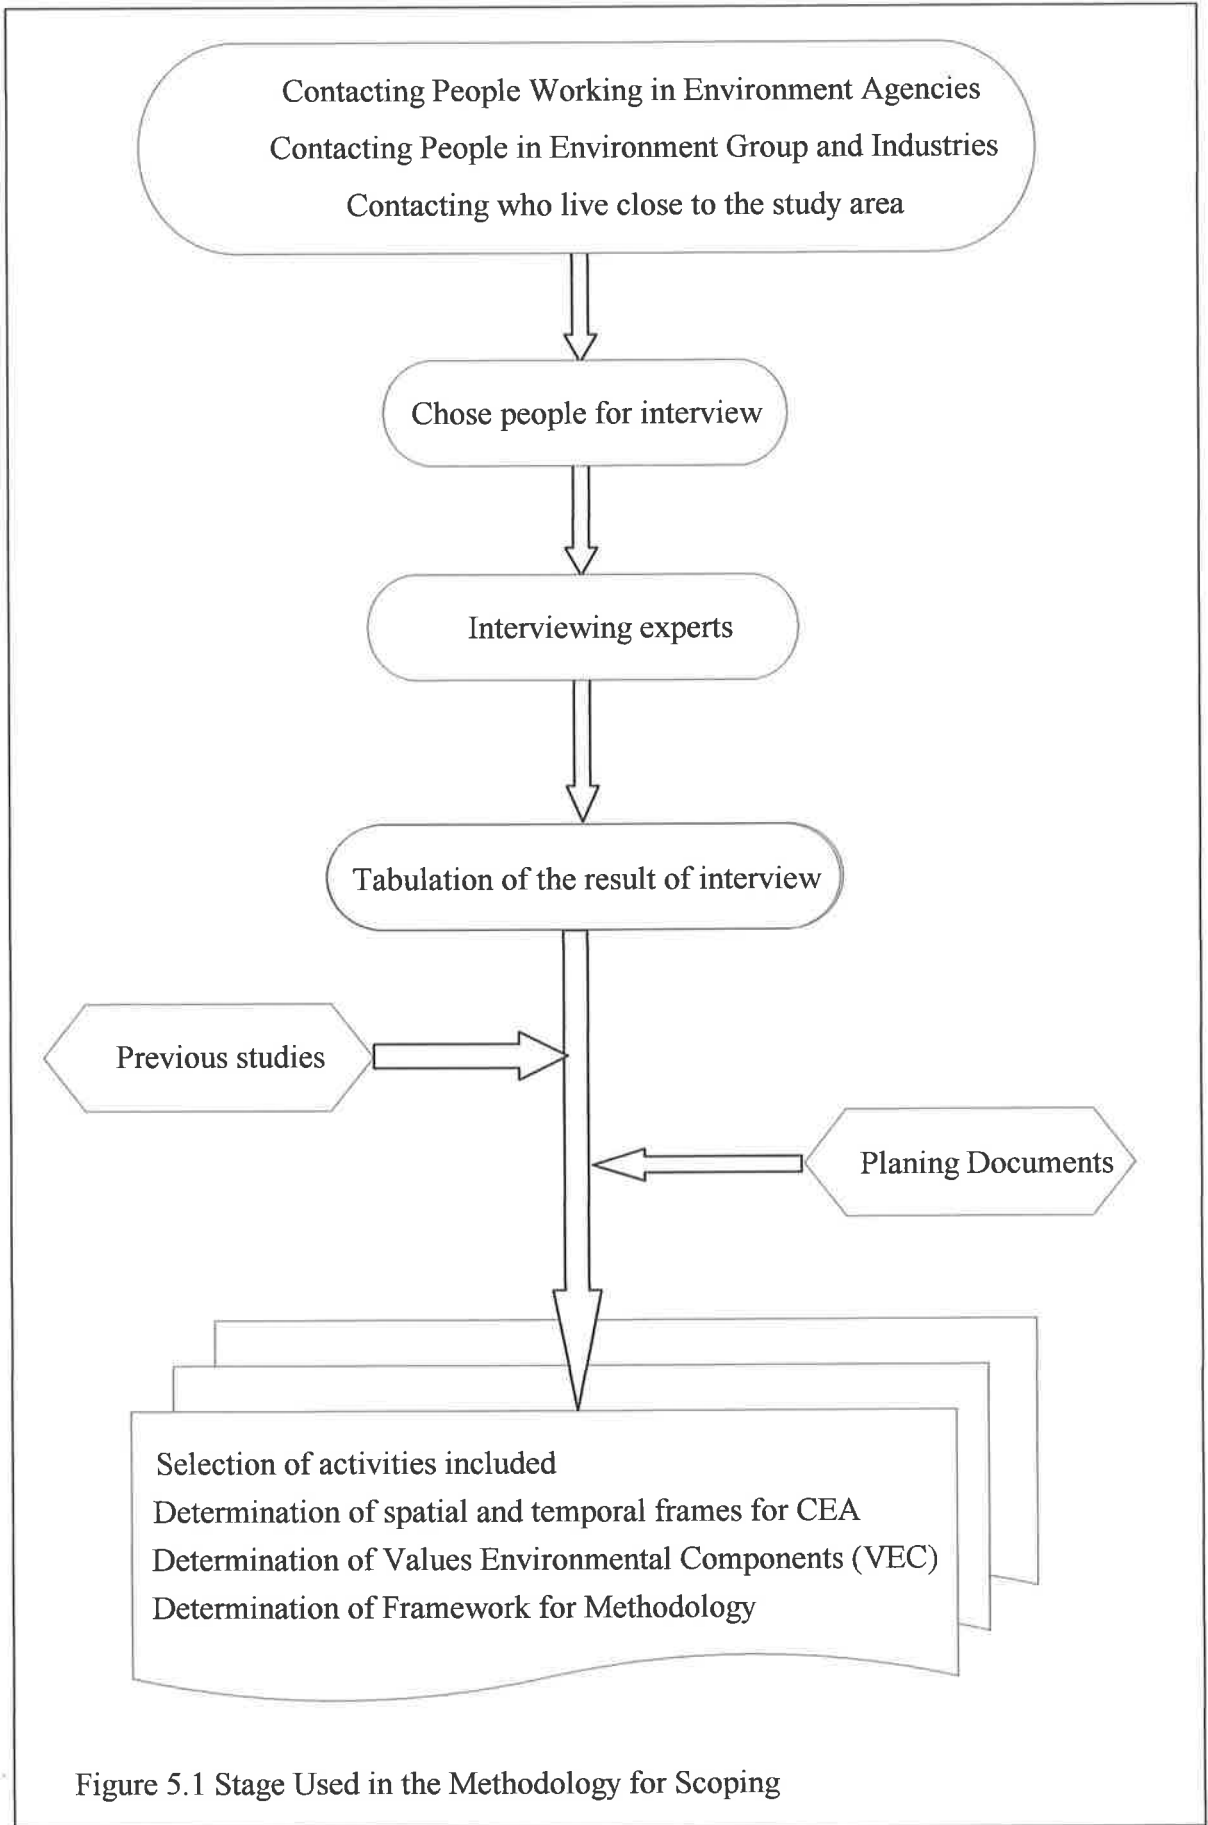 Contacting People Working in Environment Agencies
Contacting People in Environment Group and Industries
Contacting who live close to the study area
Chose people for interview
Interviewing experts
Tabulation of the result of interview
Previous studies
Planing Documents
Selection of activities included
Determination of spatial and temporal frames for CEA
Determination of Values Environmental Components (VEC)
Determination of Framework for Methodology
Figure 5.1 Stage Used in the Methodology for Scoping